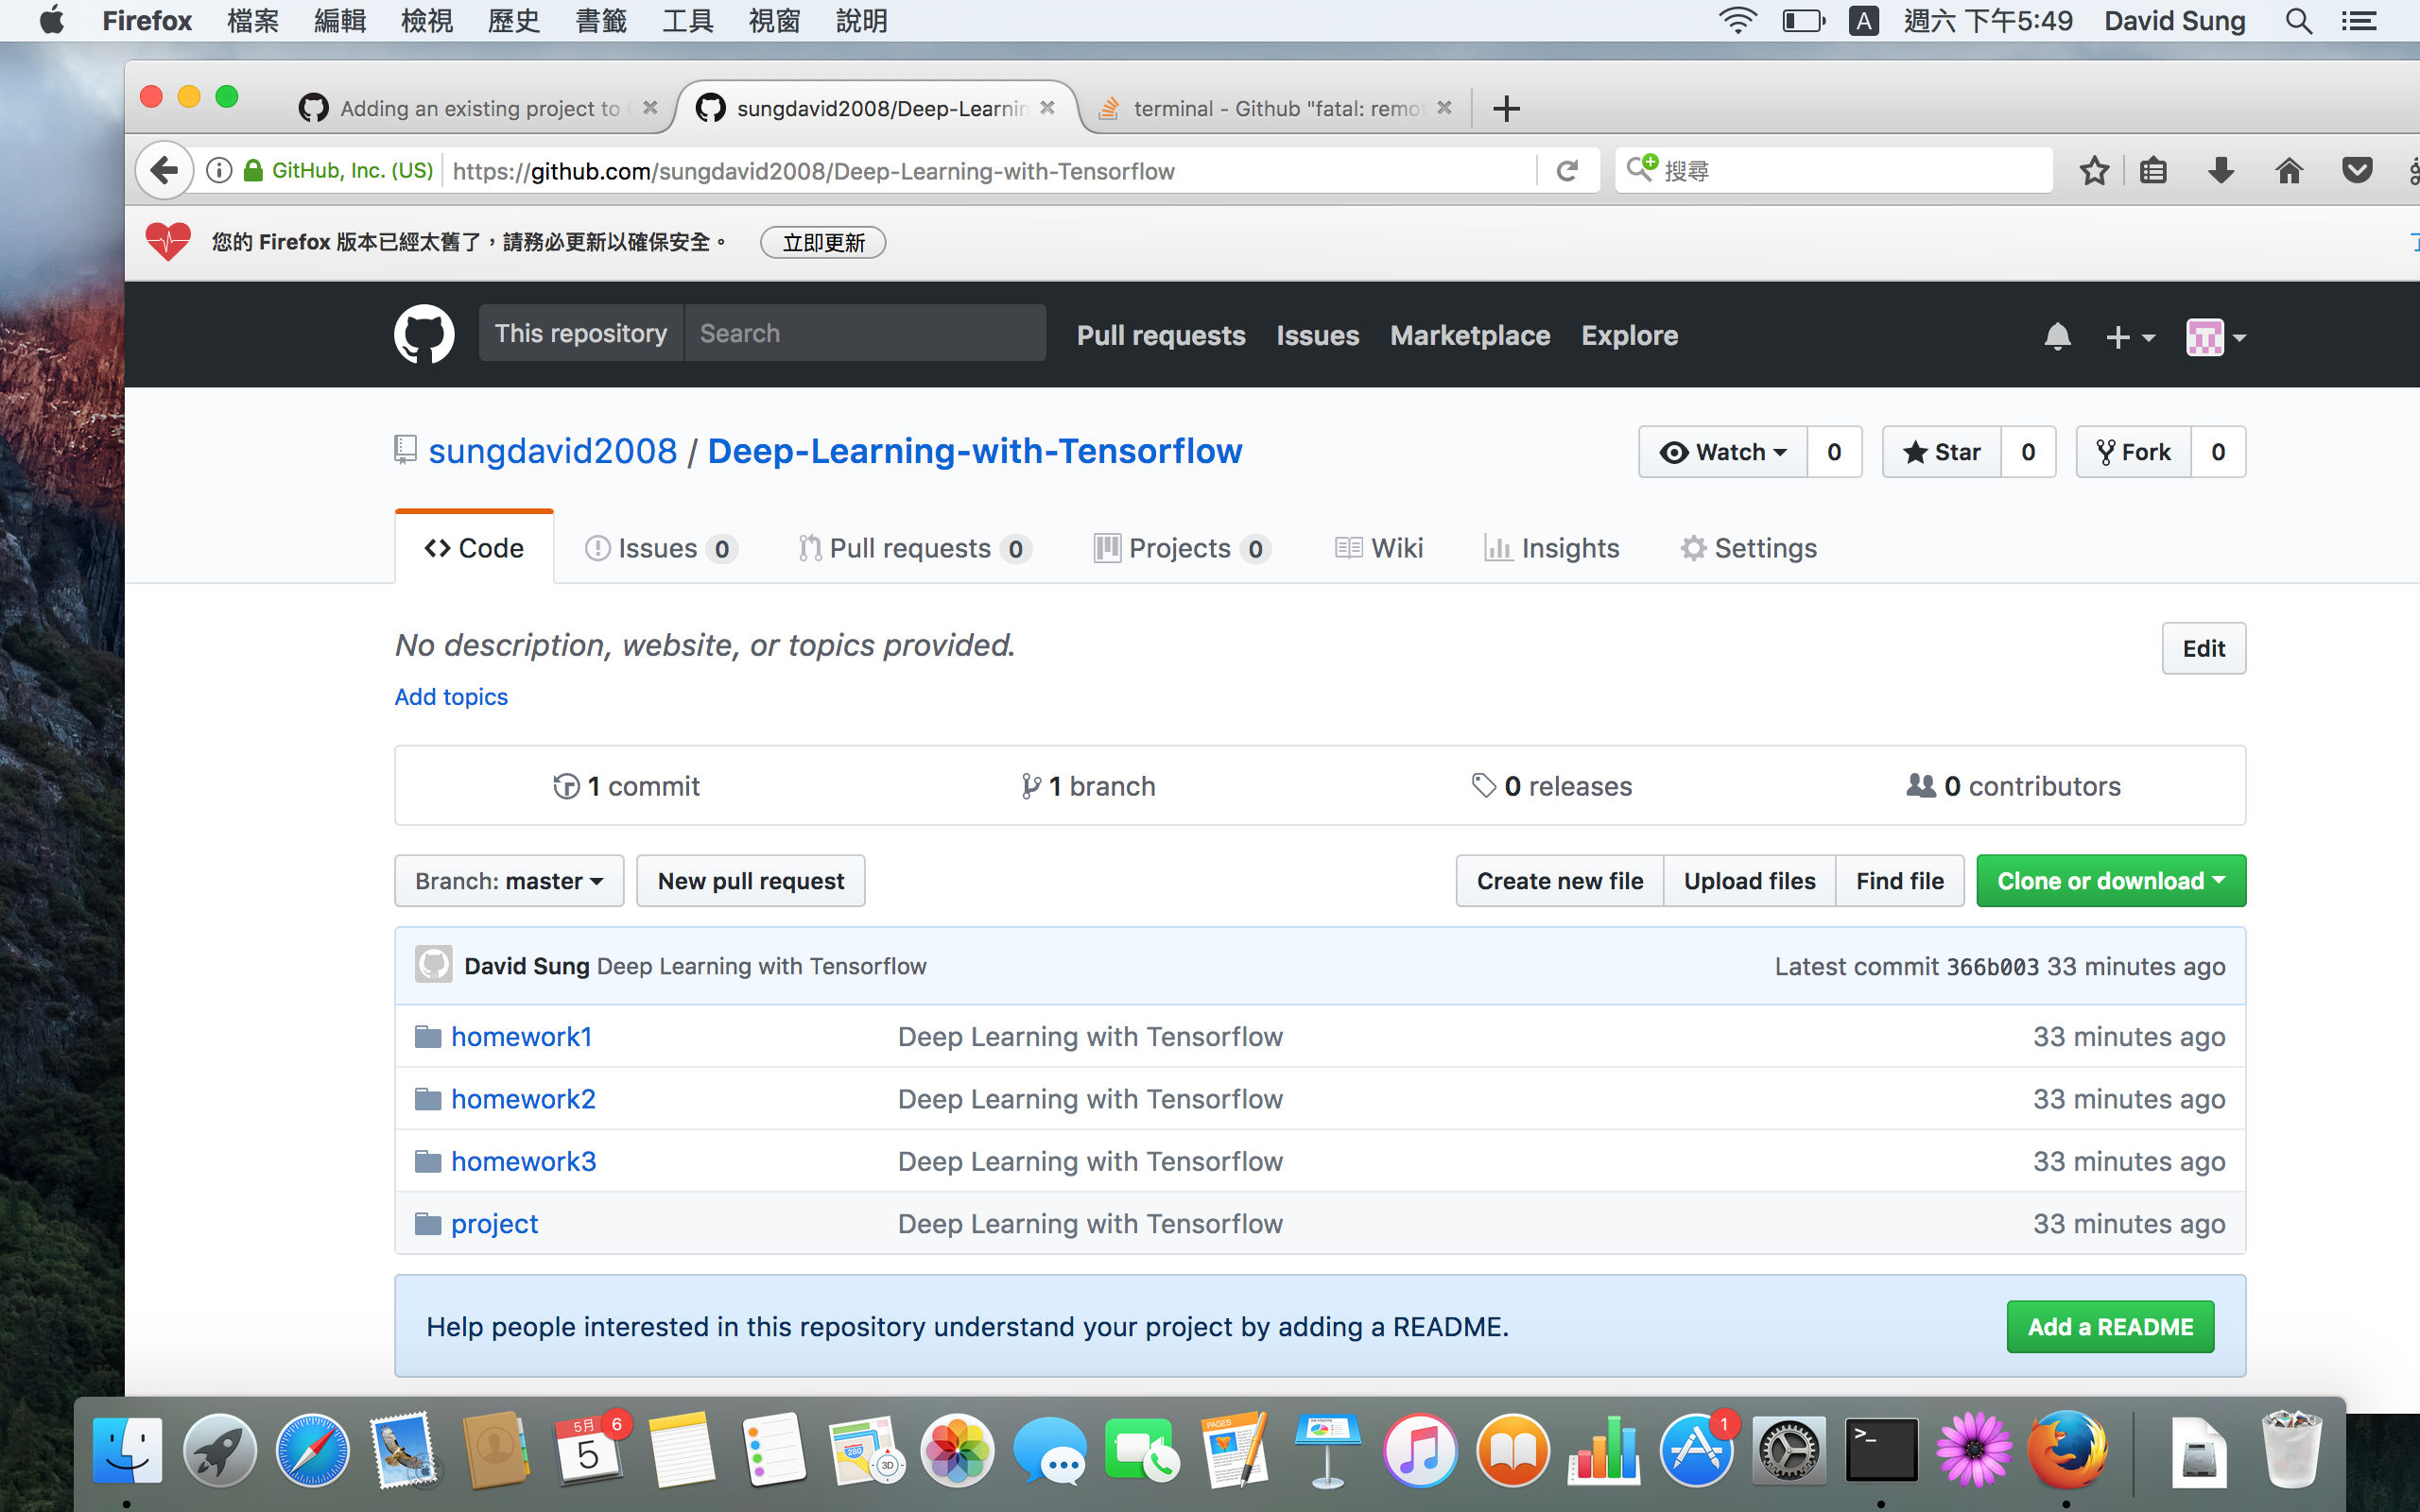 Firefox 檔案 編輯 檢視 歷史 書籤 工具 視窗 說明 A 週六 下午5:49 David Sung
Adding an existing project to sungdavid2008/Deep-Learnin terminal - Github "fatal: remo
GitHub, Inc. (US) https://github.com/sungdavid2008/Deep-Learning-with-Tensorflow 搜尋
您的 Firefox 版本已經太舊了，請務必更新以確保安全。 立即更新
This repository Search Pull requests Issues Marketplace Explore
sungdavid2008 / Deep-Learning-with-Tensorflow Watch 0 Star 0 Fork 0
Code Issues 0 Pull requests 0 Projects 0 Wiki Insights Settings
No description, website, or topics provided. Edit
Add topics
1 commit 1 branch 0 releases 0 contributors
Branch: master New pull request Create new file Upload files Find file Clone or download
David Sung Deep Learning with Tensorflow Latest commit 366b003 33 minutes ago
homework1 Deep Learning with Tensorflow 33 minutes ago
homework2 Deep Learning with Tensorflow 33 minutes ago
homework3 Deep Learning with Tensorflow 33 minutes ago
project Deep Learning with Tensorflow 33 minutes ago
Help people interested in this repository understand your project by adding a README. Add a README
5月 6 5 280 3D PAGES 1 >_